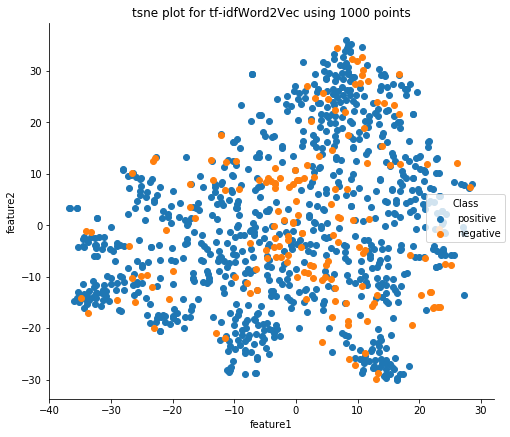 tsne plot for tf-idfWord2Vec using 1000 points
feature2
30
20
10
0
−10
−20
−30
Class
positive
negative
−40
−30
−20
−10
0
10
20
30
feature1